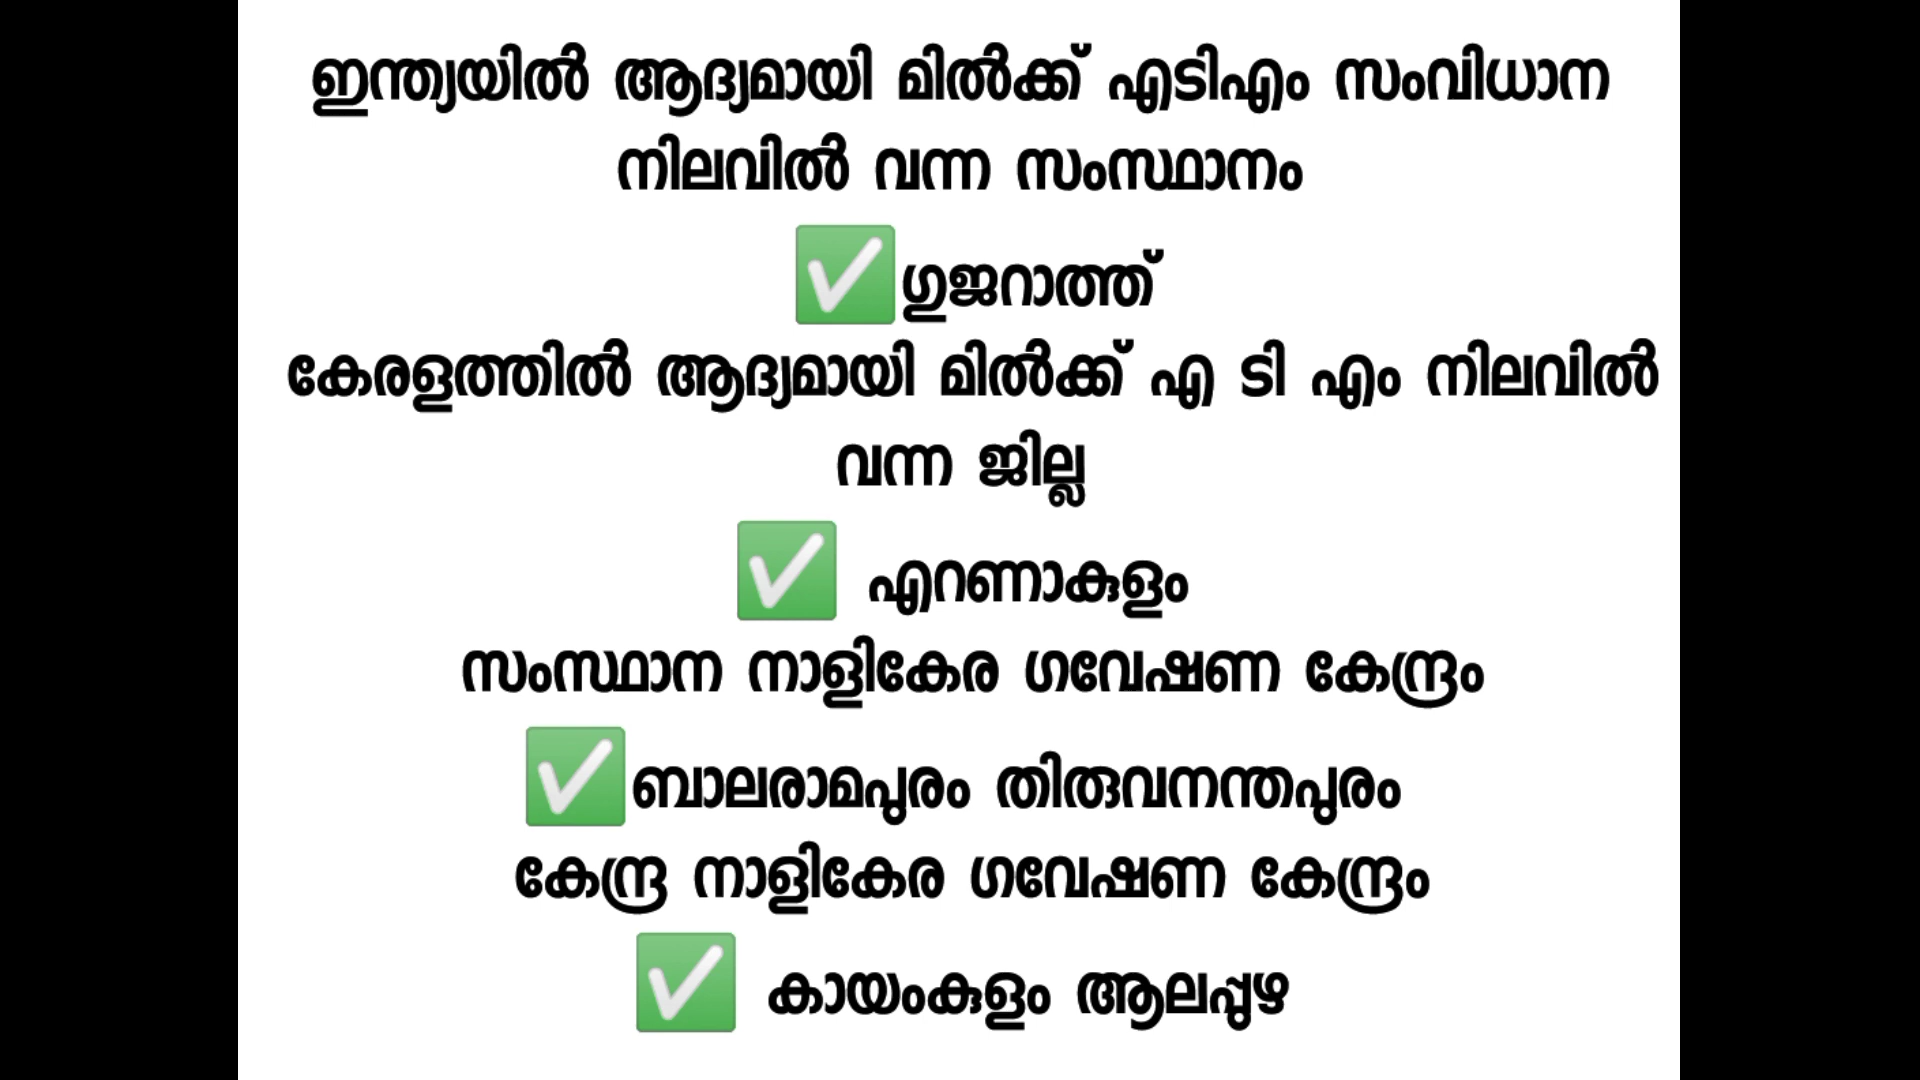 ഇന്ത്യയിൽ ആദ്യമായി മിൽക്ക് എടിഎം സംവിധാന
നിലവിൽ വന്ന സംസ്ഥാനം
✅ഗുജറാത്ത്
കേരളത്തിൽ ആദ്യമായി മിൽക്ക് എ ടി എം നിലവിൽ
വന്ന ജില്ല
✅ എറണാകുളം
സംസ്ഥാന നാളികേര ഗവേഷണ കേന്ദ്രം
✅ബാലരാമപുരം തിരുവനന്തപുരം
കേന്ദ്ര നാളികേര ഗവേഷണ കേന്ദ്രം
✅ കായംകുളം ആലപ്പുഴ